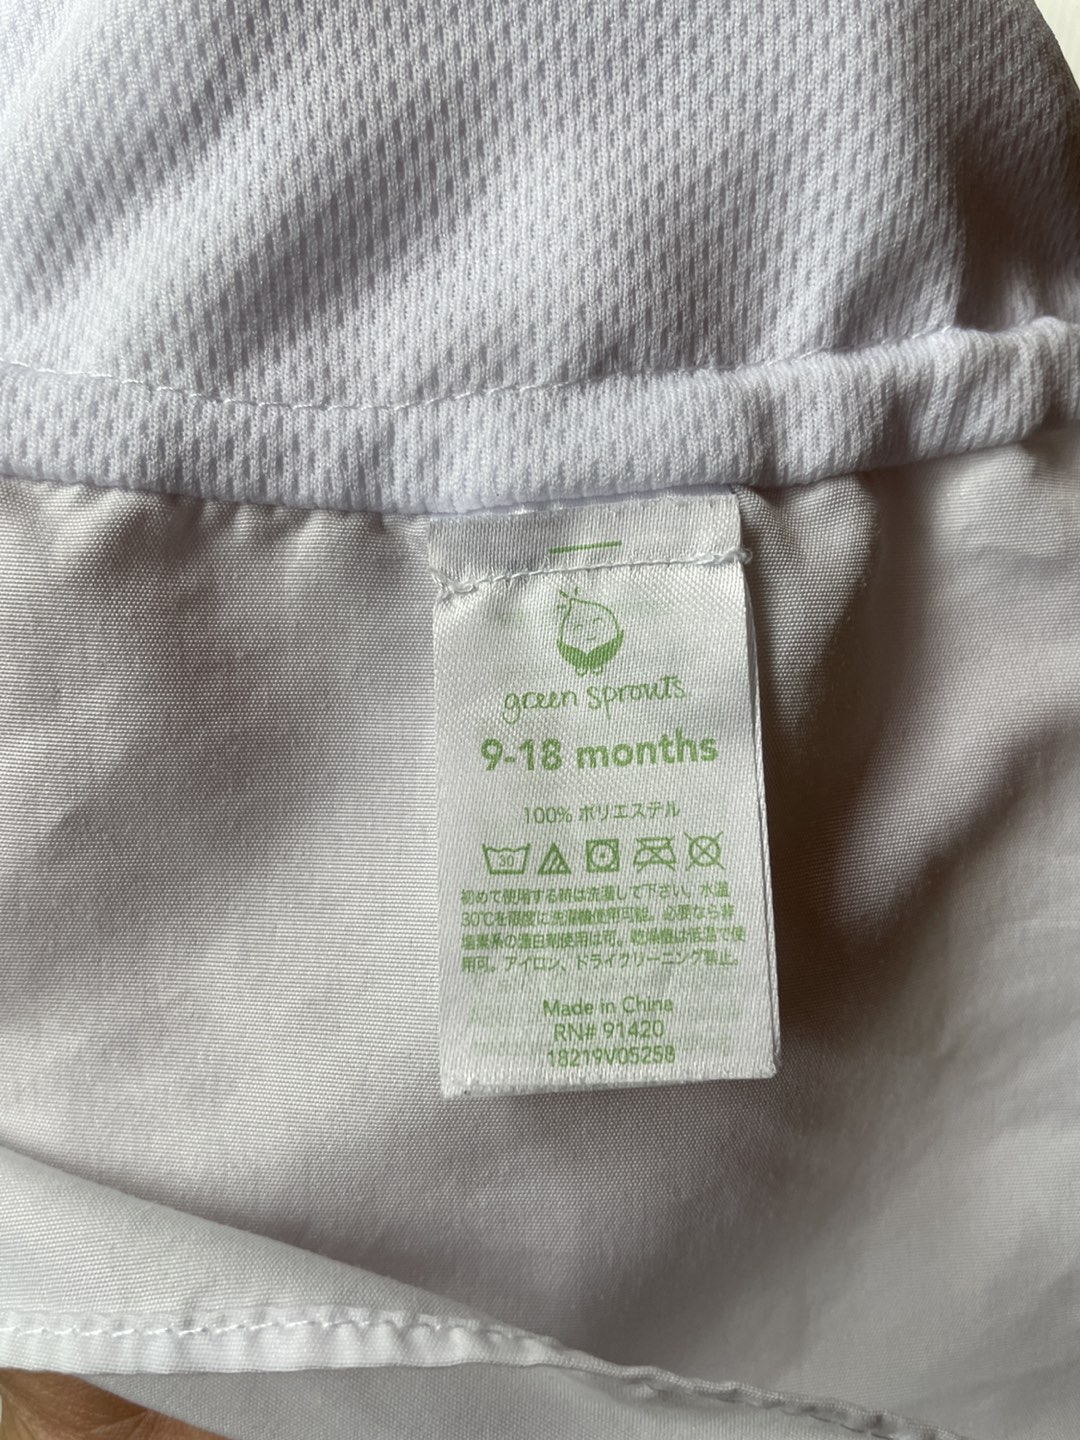 green sprouts
9-18 months
100% ポリエステル
30
初めて使用する時は洗濯して下さい。水温
30℃を限度に洗濯機使用可能。必要なら非
塩素系の漂白剤使用は可。乾燥機は低温で使
用可。アイロン、ドライクリーニング禁止。
Made in China
RN# 91420
18219V05258